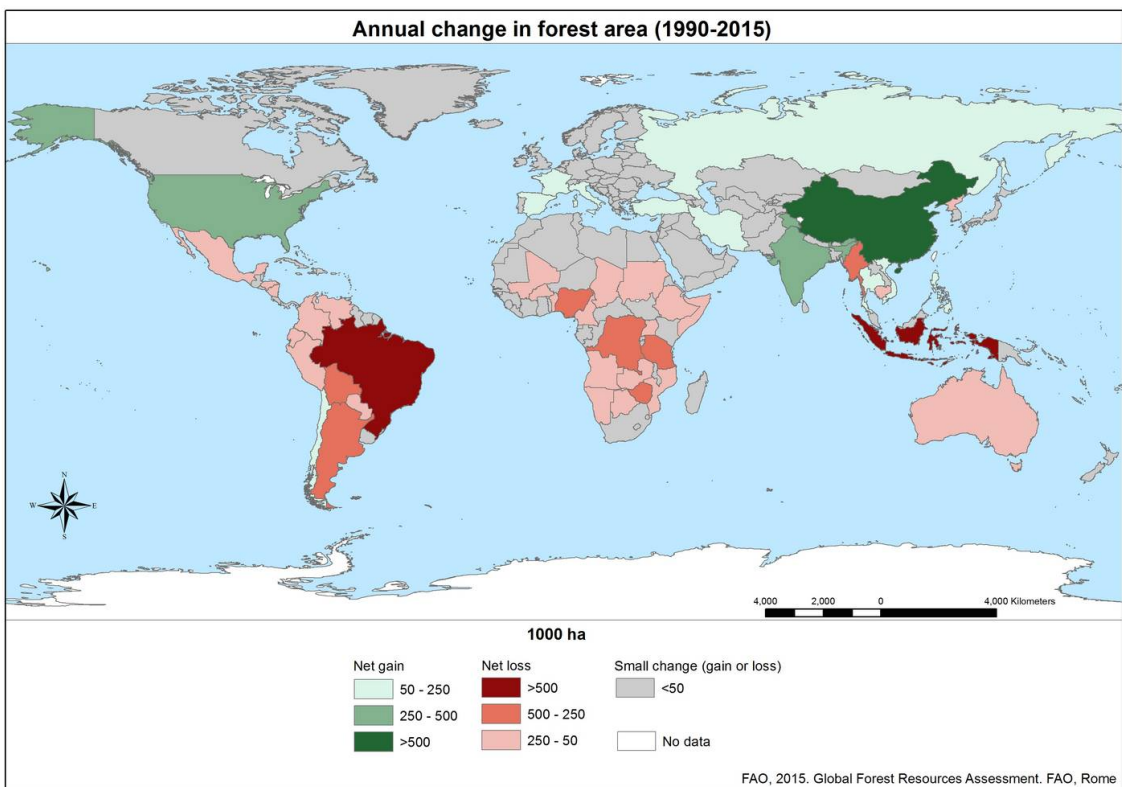 Annual change in forest area (1990-2015)
N
W E
S
4,000 2,000 0 4,000 Kilometers
1000 ha
Net gain Net loss Small change (gain or loss)
50 - 250 >500 <50
250 - 500 500 - 250
>500 250 - 50 No data
FAO, 2015. Global Forest Resources Assessment. FAO, Rome